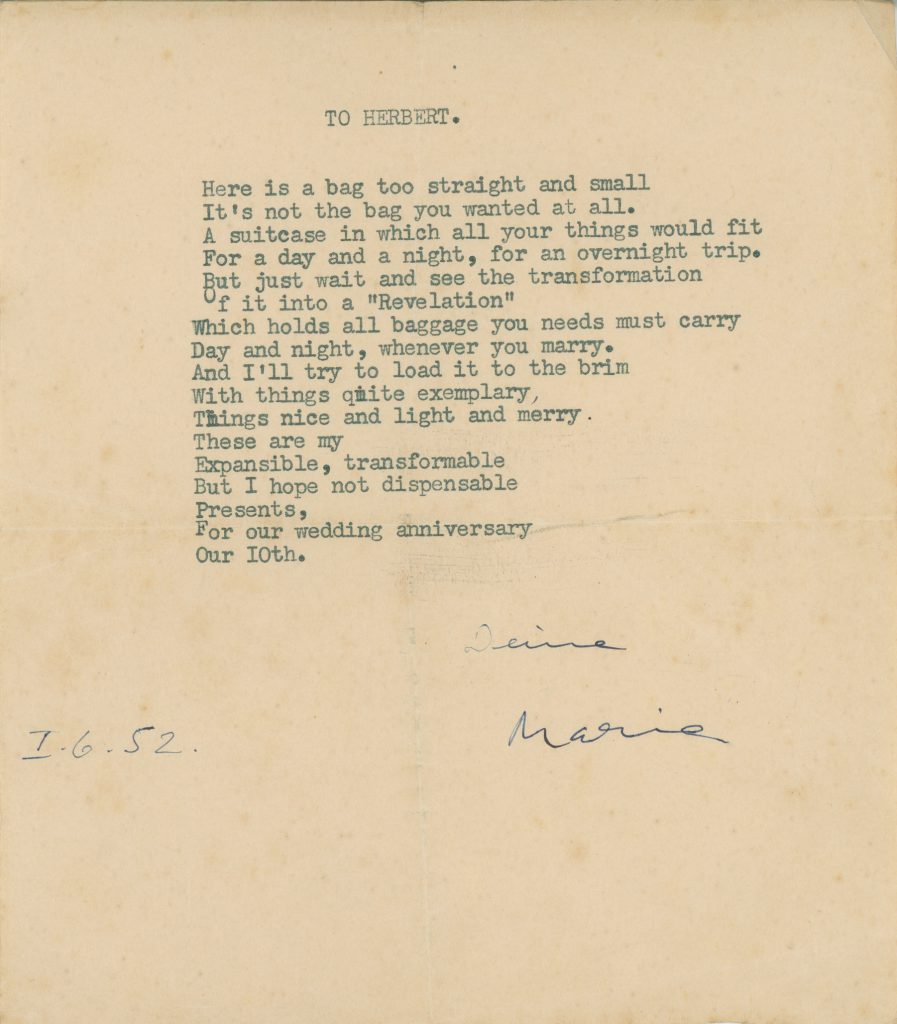 TO HERBERT.
Here is a bag too straight and small
It's not the bag you wanted at all.
A suitcase in which all your things would fit
For a day and a night, for an overnight trip.
But just wait and see the transformation
Of it into a "Revelation"
Which holds all baggage you needs must carry
Day and night, whenever you marry.
And I'll try to load it to the brim
With things quite exemplary,
Things nice and light and merry.
These are my
Expansible, transformable
But I hope not dispensable
Presents,
For our wedding anniversary
Our IOth.
Deine
Maria
I.6.52.